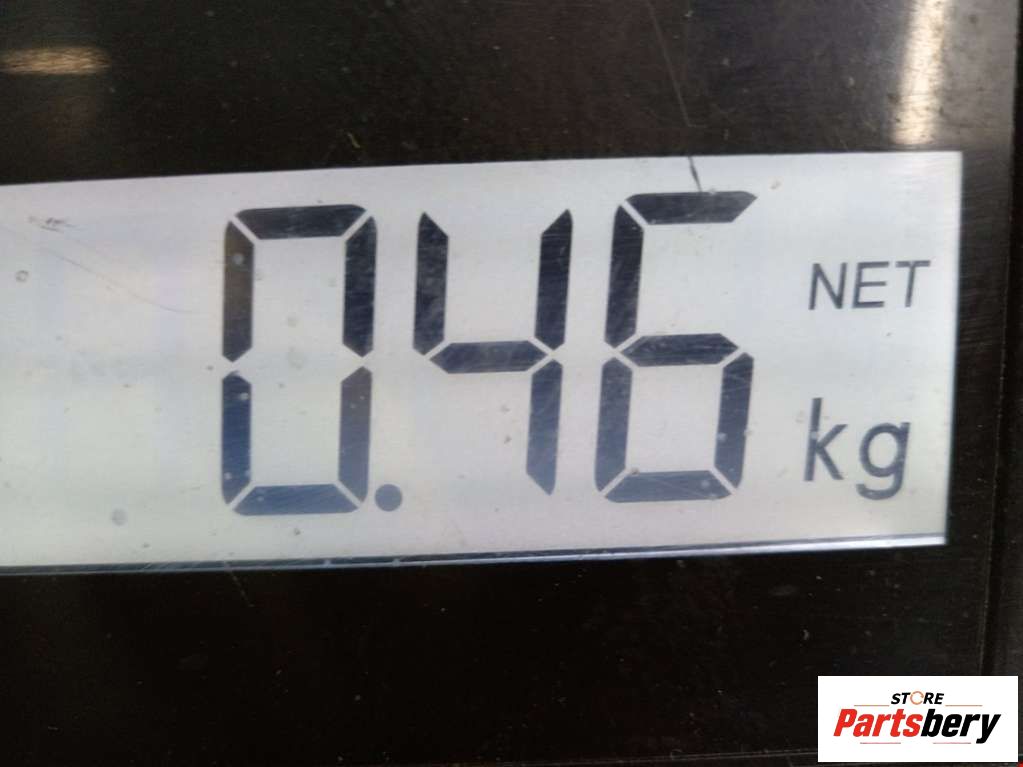 0.46 NET
kg
STORE
Partsbery